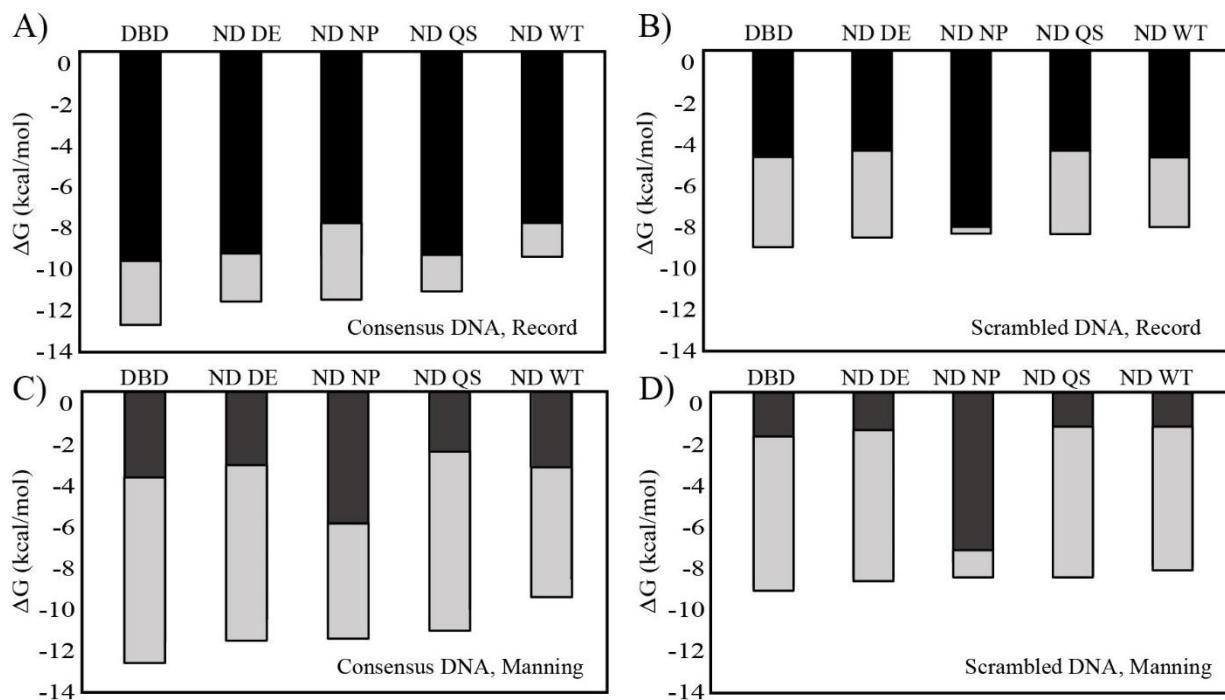 A)
DBD ND DE ND NP ND QS ND WT
0
-2
-4
-6
-8
-10
-12
-14
ΔG (kcal/mol)
Consensus DNA, Record
B)
DBD ND DE ND NP ND QS ND WT
0
-2
-4
-6
-8
-10
-12
-14
ΔG (kcal/mol)
Scrambled DNA, Record
C)
DBD ND DE ND NP ND QS ND WT
0
-2
-4
-6
-8
-10
-12
-14
ΔG (kcal/mol)
Consensus DNA, Manning
D)
DBD ND DE ND NP ND QS ND WT
0
-2
-4
-6
-8
-10
-12
-14
ΔG (kcal/mol)
Scrambled DNA, Manning